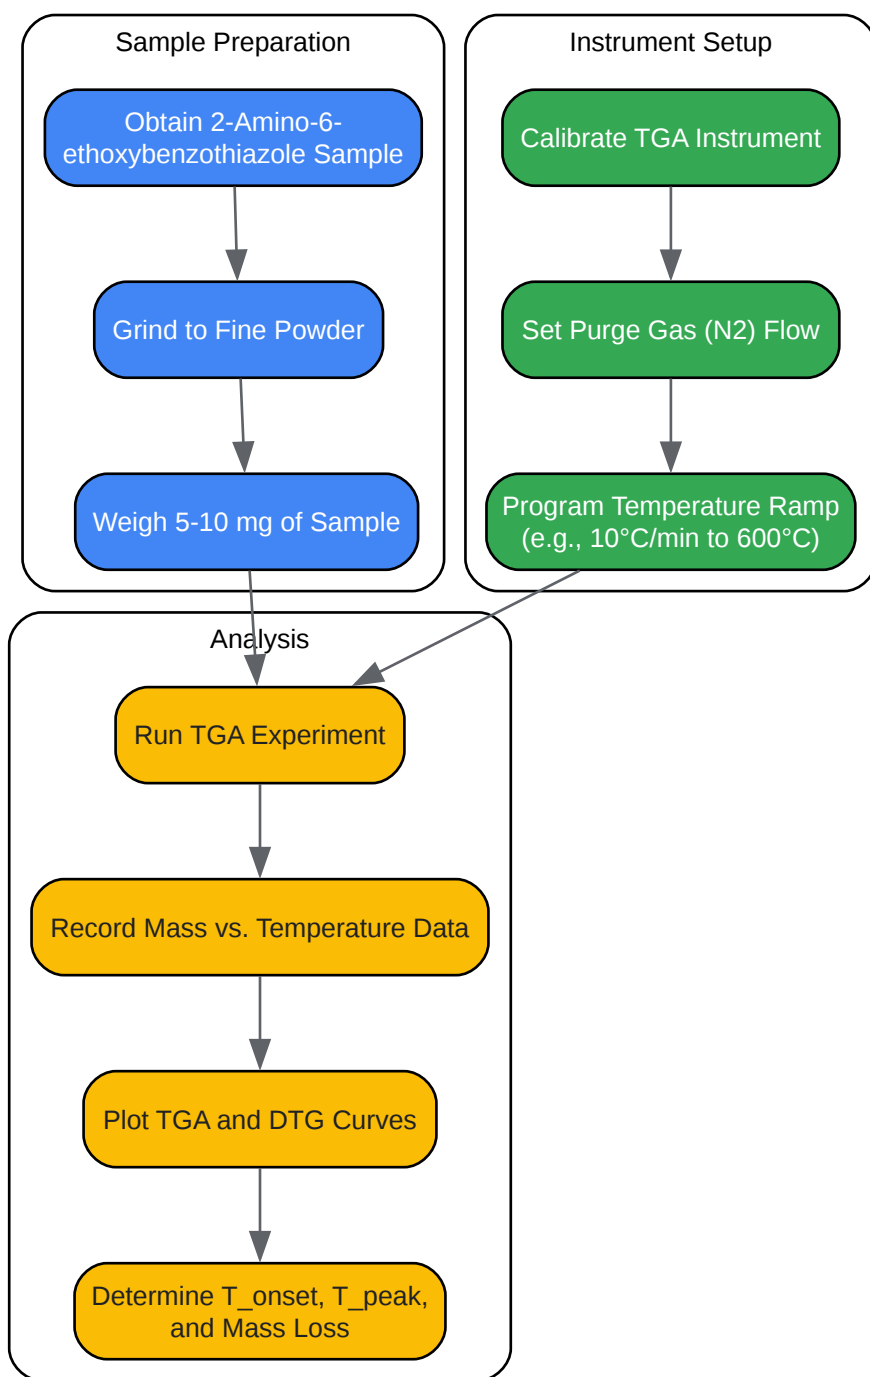 Sample Preparation
Obtain 2-Amino-6-
ethoxybenzothiazole Sample
Grind to Fine Powder
Weigh 5-10 mg of Sample
Instrument Setup
Calibrate TGA Instrument
Set Purge Gas (N2) Flow
Program Temperature Ramp
(e.g., 10°C/min to 600°C)
Analysis
Run TGA Experiment
Record Mass vs. Temperature Data
Plot TGA and DTG Curves
Determine T_onset, T_peak,
and Mass Loss